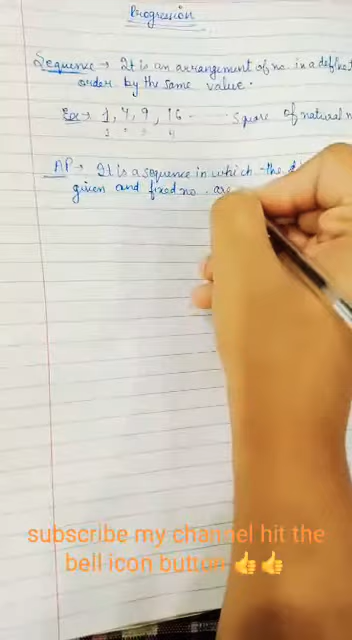 Progression
Sequence → It is an arrangement of no. in a definite
order by the same value.
Ex → 1, 4, 9, 16 - Square of natural
1 2 3 4
AP → It is a sequence in which the
given and fixed no. are
subscribe my channel hit the
bell icon button 👍👍